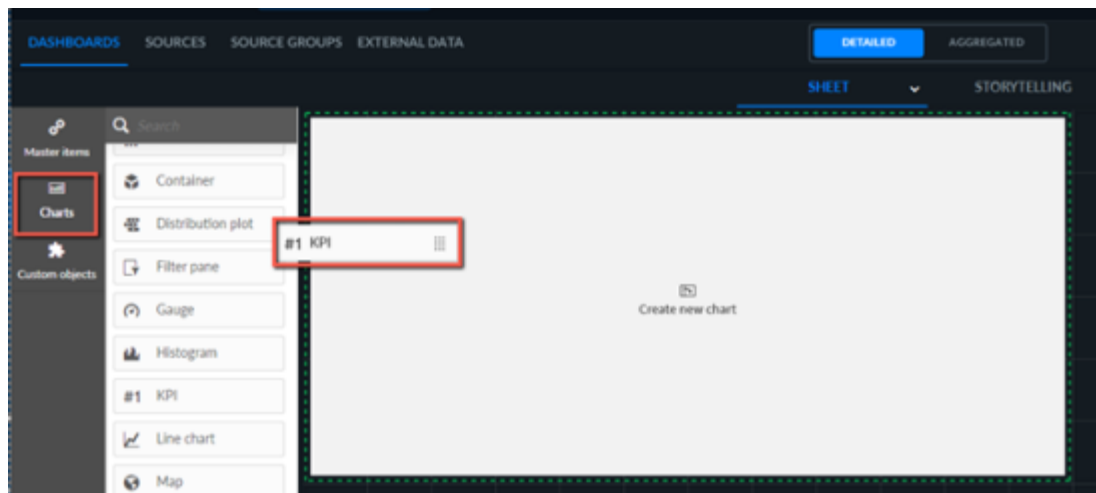 DASHBOARDS SOURCES SOURCE GROUPS EXTERNAL DATA DETAILED AGGREGATED
SHEET STORYTELLING
Master items
Charts
Custom objects
Search
Container
Distribution plot
#1 KPI
Filter pane
Gauge
Histogram
#1 KPI
Line chart
Map
Create new chart